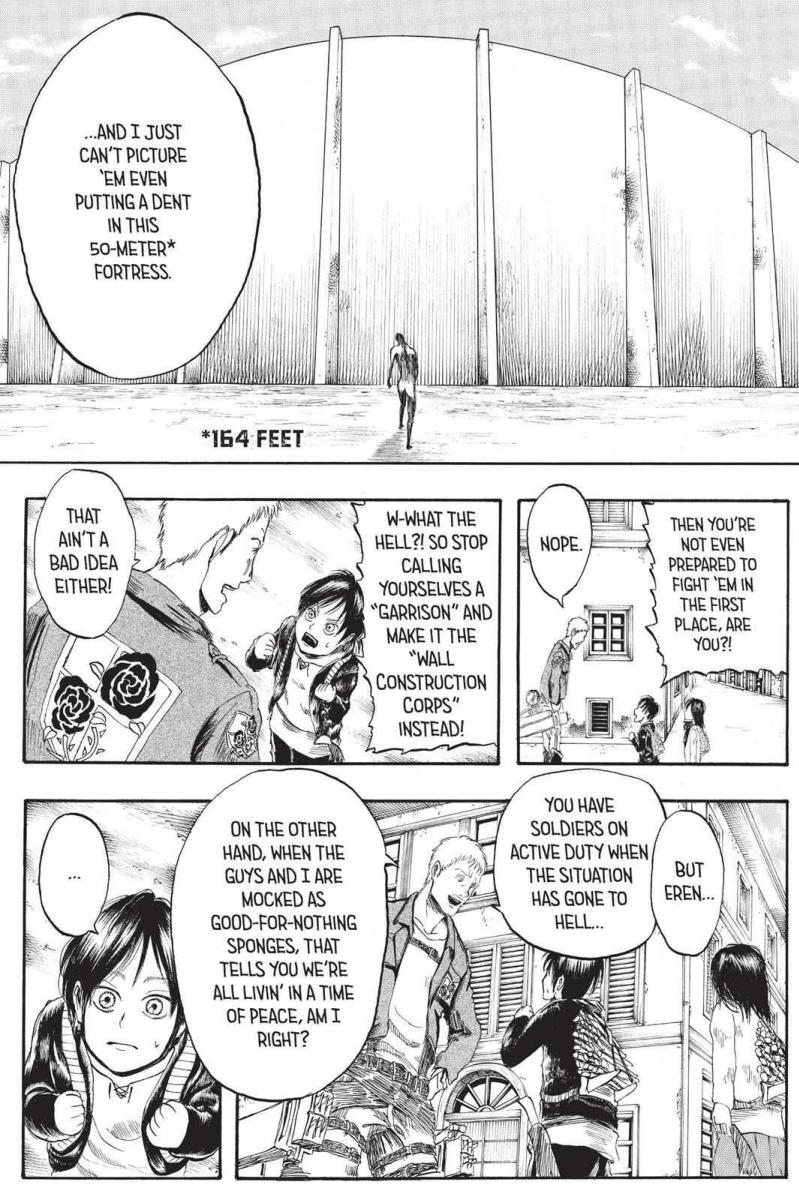 ...AND I JUST
CAN'T PICTURE
'EM EVEN
PUTTING A DENT
IN THIS
50-METER*
FORTRESS.
*164 FEET
THEN YOU'RE
NOT EVEN
PREPARED TO
FIGHT 'EM IN
THE FIRST
PLACE, ARE
YOU?!
NOPE.
W-WHAT THE
HELL?! SO STOP
CALLING
YOURSELVES A
"GARRISON" AND
MAKE IT THE
"WALL
CONSTRUCTION
CORPS"
INSTEAD!
THAT
AIN'T A
BAD IDEA
EITHER!
BUT
EREN...
YOU HAVE
SOLDIERS ON
ACTIVE DUTY WHEN
THE SITUATION
HAS GONE TO
HELL...
ON THE OTHER
HAND, WHEN THE
GUYS AND I ARE
MOCKED AS
GOOD-FOR-NOTHING
SPONGES, THAT
TELLS YOU WE'RE
ALL LIVIN' IN A TIME
OF PEACE, AM I
RIGHT?
...